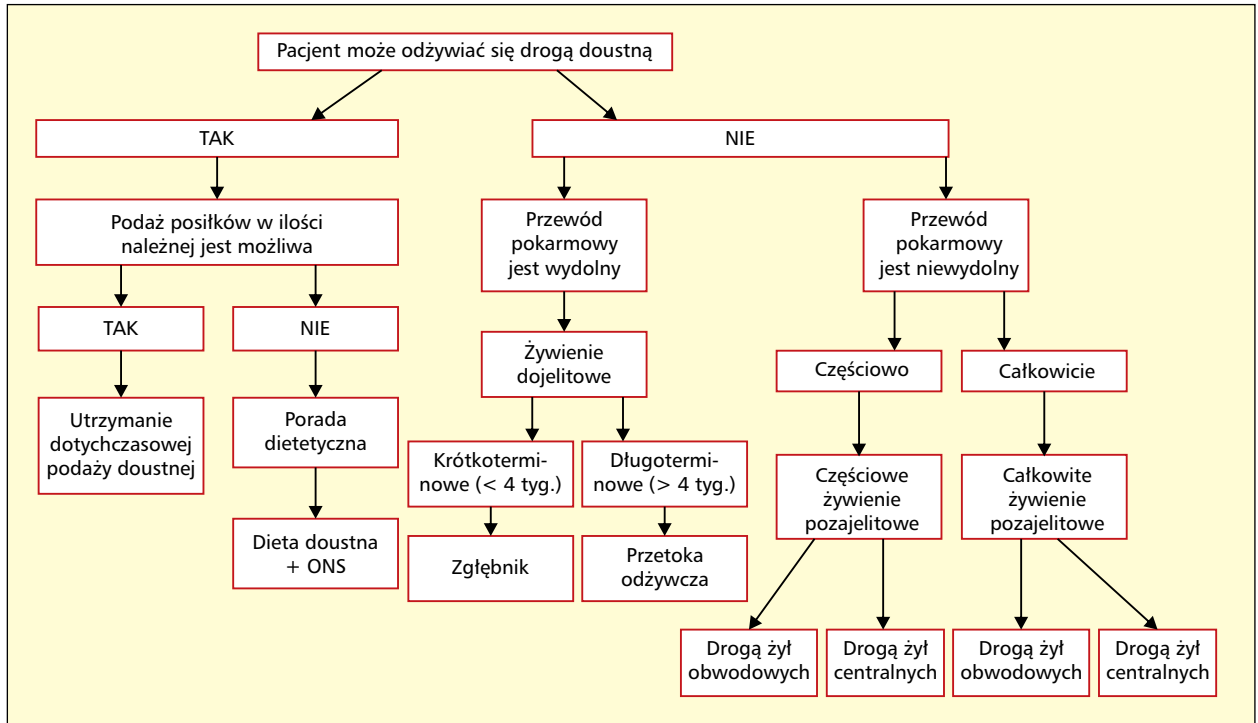 Pacjent może odżywiać się drogą doustną
TAK
NIE
Podaż posiłków w ilości
należnej jest możliwa
Przewód
pokarmowy
jest wydolny
Przewód
pokarmowy
jest niewydolny
TAK
NIE
Żywienie
dojelitowe
Częściowo
Całkowicie
Utrzymanie
dotychczasowej
podaży doustnej
Porada
dietetyczna
Krótkotermi-
nowe (< 4 tyg.)
Długotermi-
nowe (> 4 tyg.)
Częściowe
żywienie
pozajelitowe
Całkowite
żywienie
pozajelitowe
Dieta doustna
+ ONS
Zgłębnik
Przetoka
odżywcza
Drogą żył
obwodowych
Drogą żył
centralnych
Drogą żył
obwodowych
Drogą żył
centralnych